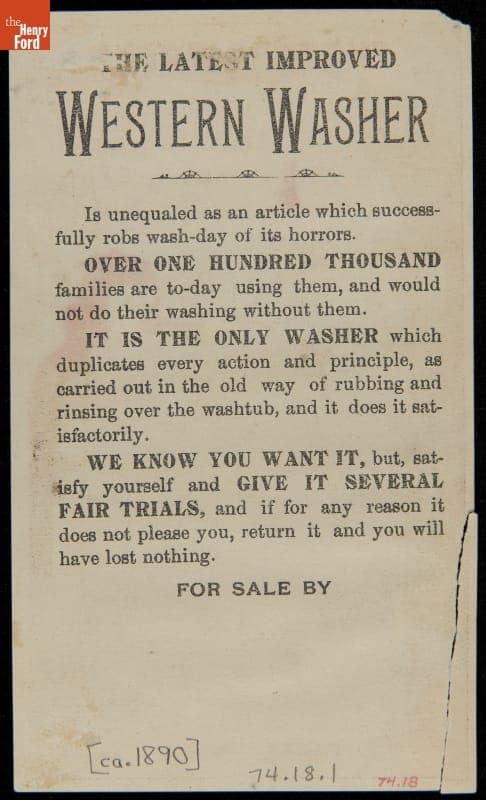 the
Henry
Ford
THE LATEST IMPROVED
WESTERN WASHER
Is unequaled as an article which success-
fully robs wash-day of its horrors.
OVER ONE HUNDRED THOUSAND
families are to-day using them, and would
not do their washing without them.
IT IS THE ONLY WASHER which
duplicates every action and principle, as
carried out in the old way of rubbing and
rinsing over the washtub, and it does it sat-
isfactorily.
WE KNOW YOU WANT IT, but, sat-
isfy yourself and GIVE IT SEVERAL
FAIR TRIALS, and if for any reason it
does not please you, return it and you will
have lost nothing.
FOR SALE BY
[ca. 1890]
74.18.1
74.18